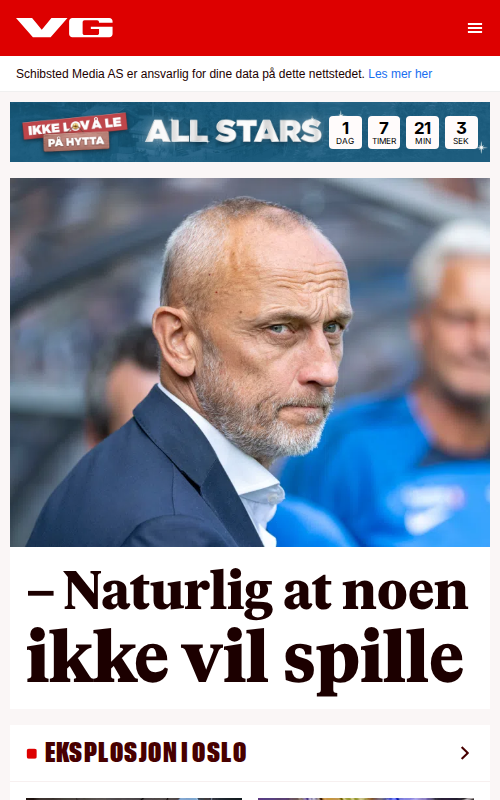 VG
Schibsted Media AS er ansvarlig for dine data på dette nettstedet. Les mer her
IKKE LOV Å LE
PÅ HYTTA
ALL STARS
1 7 21 3
DAG TIMER MIN SEK
– Naturlig at noen
ikke vil spille
EKSPLOSJON I OSLO